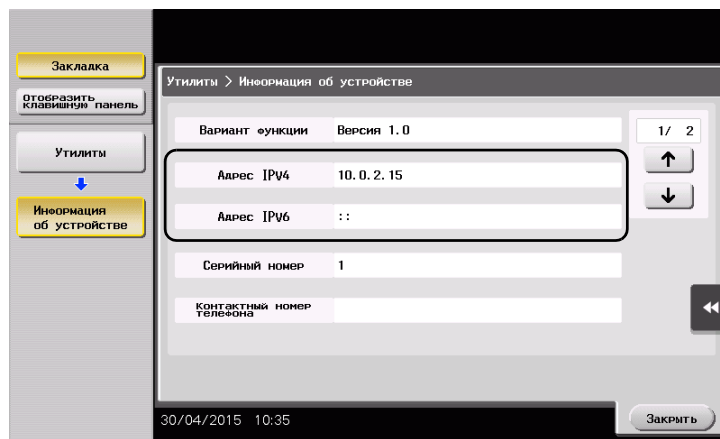 Закладка
Отобразить
клавишную панель
Утилиты
Информация
об устройстве
Утилиты > Информация об устройстве
Вариант функции Версия 1.0
1/ 2
Адрес IPv4 10.0.2.15
Адрес IPv6 ::
Серийный номер 1
Контактный номер
телефона
30/04/2015 10:35
Закрыть